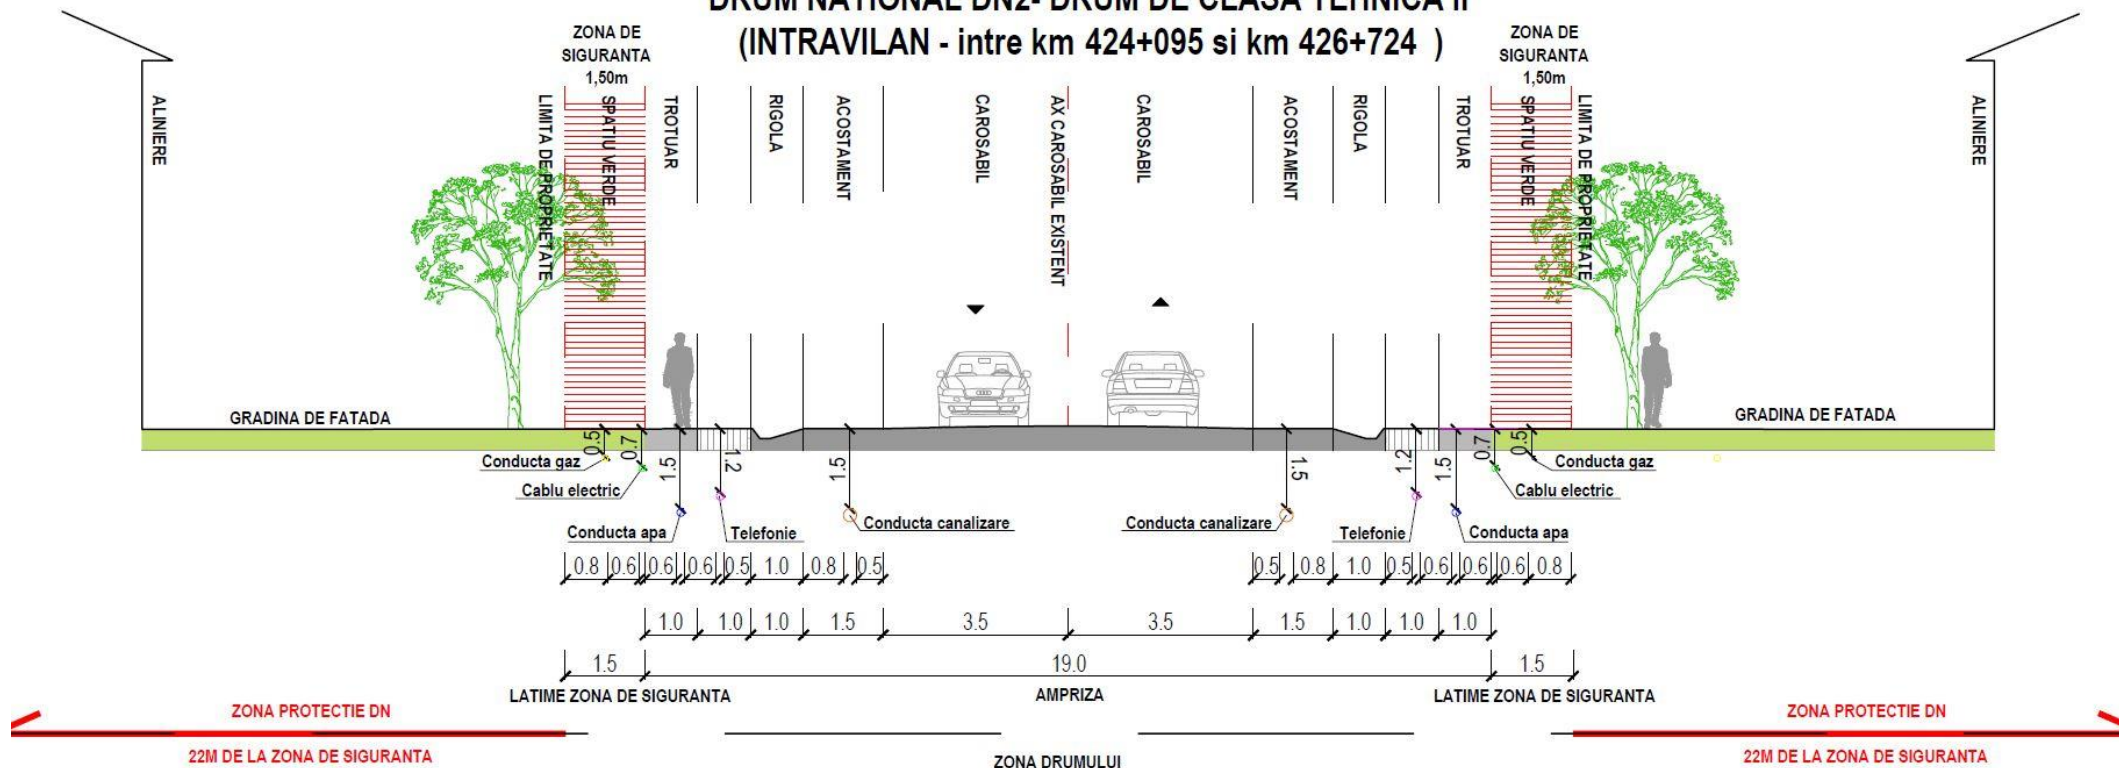 DRUM NATIONAL DN2- DRUM DE CLASA TEHNICA II
(INTRAVILAN - intre km 424+095 si km 426+724 )
ZONA DE
SIGURANTA
1,50m
ZONA DE
SIGURANTA
1,50m
ALINIERE
LIMITA DE PROPRIETATE
SPATIU VERDE
TROTUAR
RIGOLA
ACOSTAMENT
CAROSABIL
AX CAROSABIL EXISTENT
CAROSABIL
ACOSTAMENT
RIGOLA
TROTUAR
SPATIU VERDE
LIMITA DE PROPRIETATE
ALINIERE
GRADINA DE FATADA
GRADINA DE FATADA
0.5
0.7
1.5
1.2
1.5
1.5
1.2
1.5
0.7
0.5
Conducta gaz
Cablu electric
Conducta apa
Telefonie
Conducta canalizare
Conducta canalizare
Telefonie
Conducta apa
Cablu electric
Conducta gaz
0.8 0.6 0.6 0.6 0.5 1.0 0.8 0.5
0.5 0.8 1.0 0.5 0.6 0.6 0.6 0.8
1.0 1.0 1.0 1.5 3.5 3.5 1.5 1.0 1.0 1.0
1.5 19.0 1.5
LATIME ZONA DE SIGURANTA
AMPRIZA
LATIME ZONA DE SIGURANTA
ZONA PROTECTIE DN
ZONA PROTECTIE DN
22M DE LA ZONA DE SIGURANTA
ZONA DRUMULUI
22M DE LA ZONA DE SIGURANTA